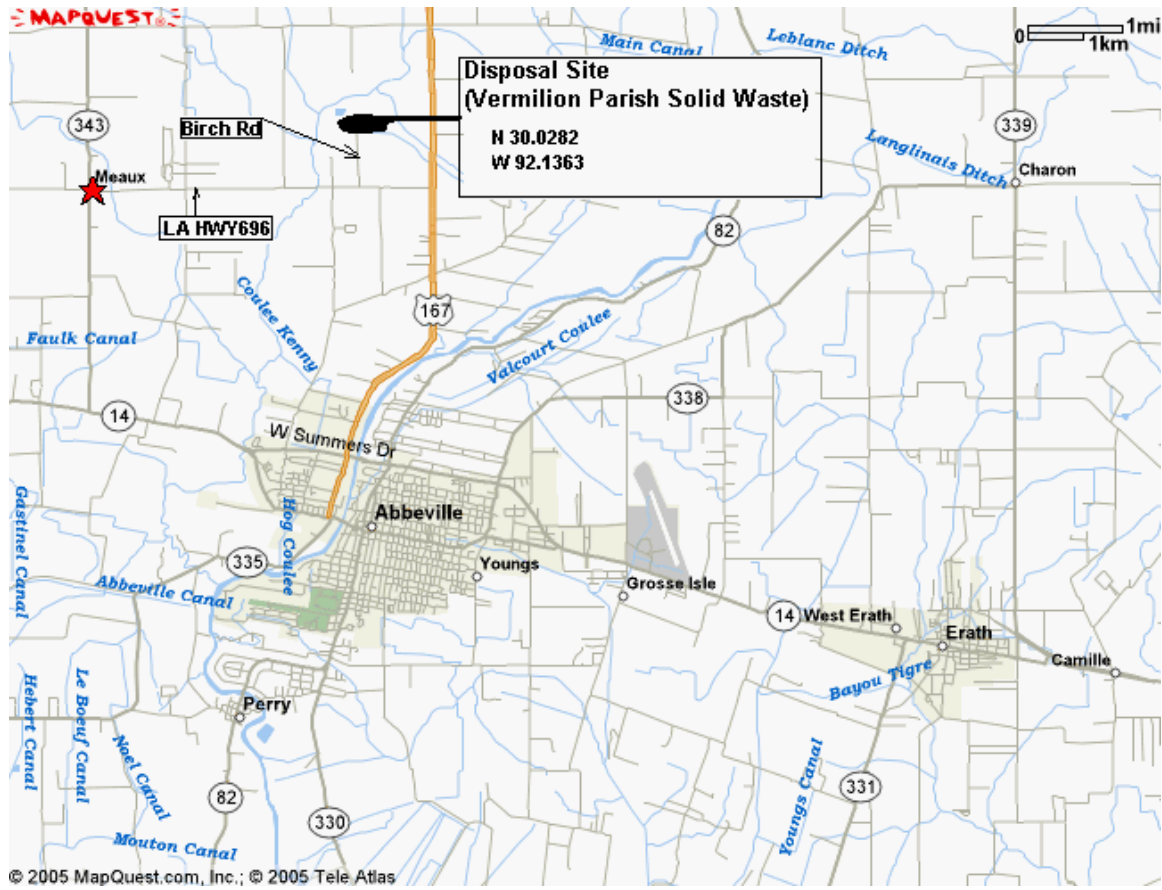 MAPQUEST
0 1mi
1km
Main Canal
Leblanc Ditch
Disposal Site
(Vermilion Parish Solid Waste)
N 30.0282
W 92.1363
343
Birch Rd
339
Langlinais Ditch
Charon
Meaux
LA HWY696
82
Coulee Kenny
167
Valcourt Coulee
Faulk Canal
338
14
W Summers Dr
Gastinel Canal
Hog Coulee
Abbeville
335
Youngs
Abbeville Canal
Grosse Isle
14
West Erath
Erath
Camille
Bayou Tigre
Hebert Canal
Le Boeuf Canal
Noel Canal
Perry
Youngs Canal
82
331
330
Mouton Canal
© 2005 MapQuest.com, Inc.; © 2005 Tele Atlas